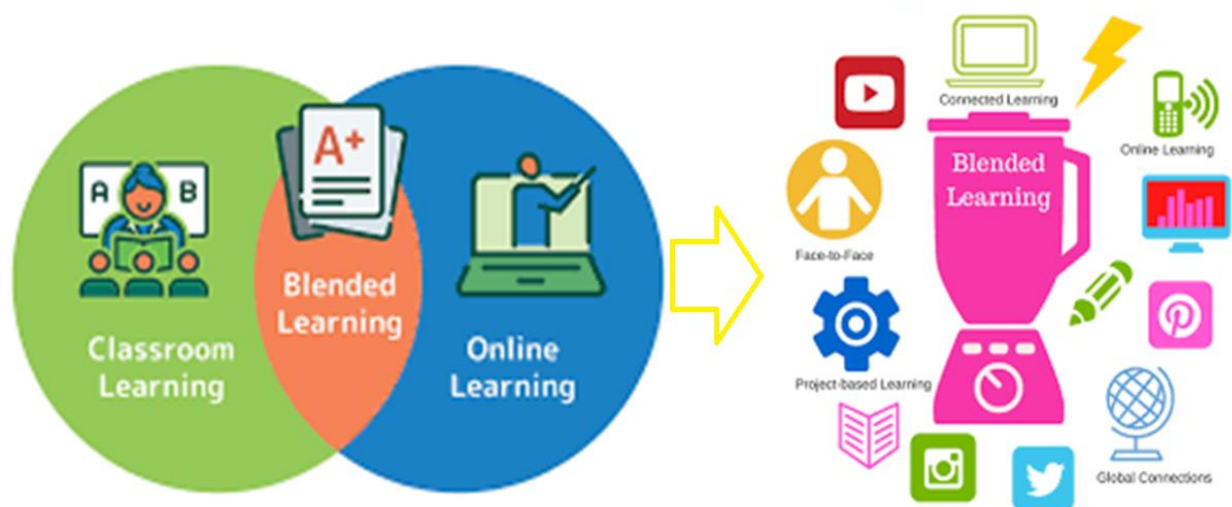 A+
A B
Blended
Learning
Classroom
Learning
Online
Learning
Connected Learning
Online Learning
Blended
Learning
Face-to-Face
Project-based Learning
Global Connections